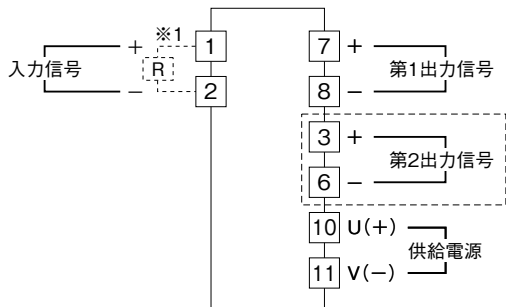 ※1
入力信号 + R − 1 2
7 + 8 − 第1出力信号
3 + 6 − 第2出力信号
10 U(+) 11 V(−) 供給電源